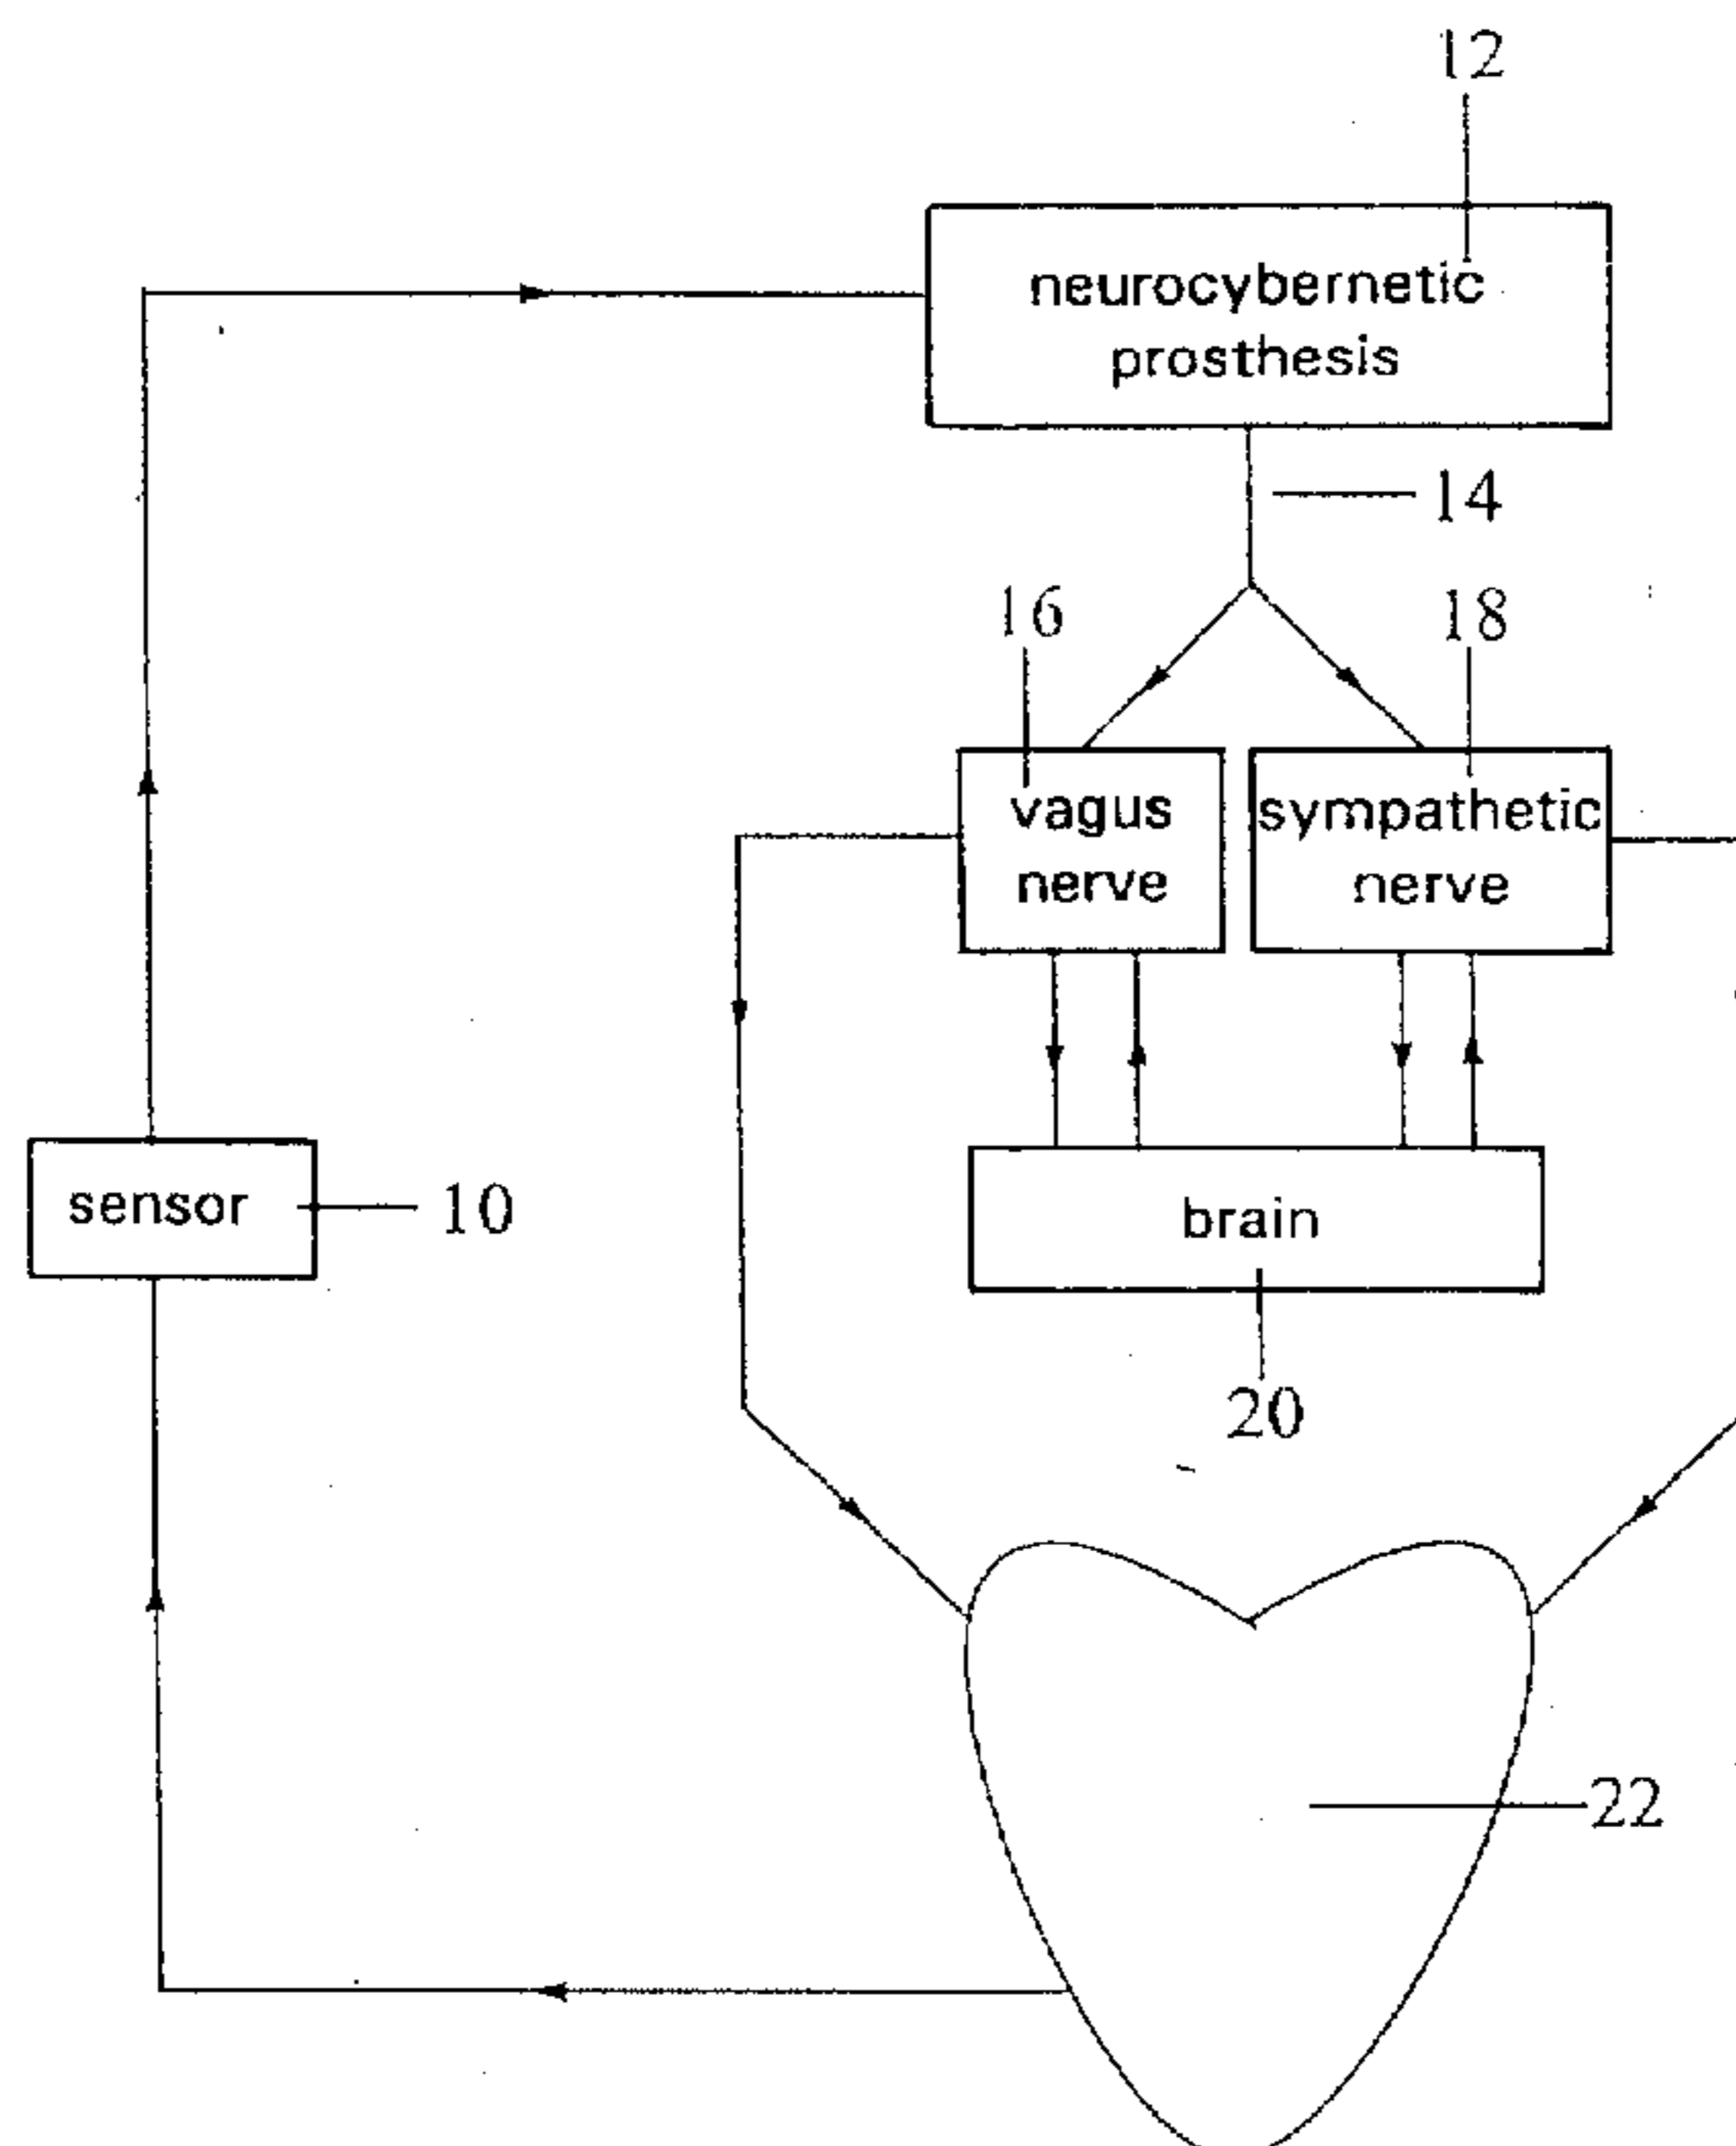 12
neurocybernetic
prosthesis
14
16
18
vagus
nerve
sympathetic
nerve
sensor
10
brain
20
22